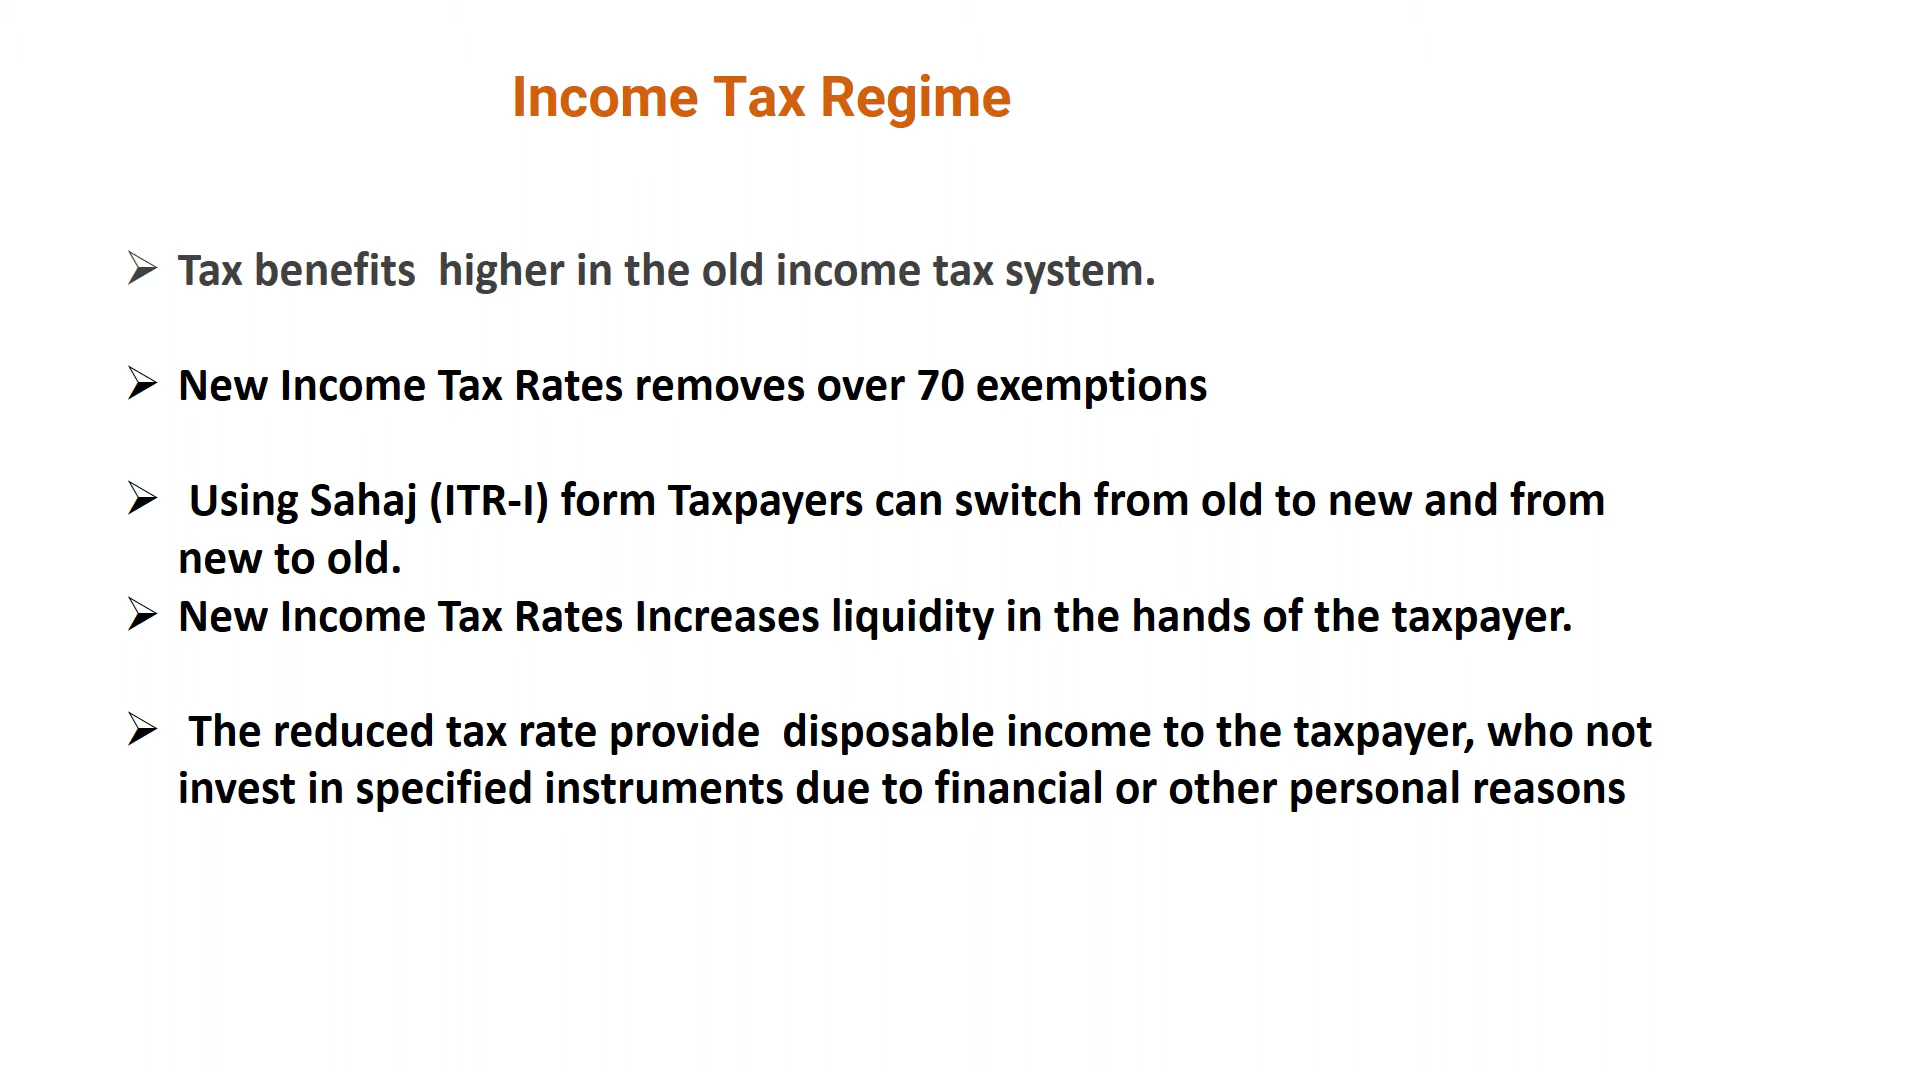 Income Tax Regime
➢ Tax benefits  higher in the old income tax system.
➢ New Income Tax Rates removes over 70 exemptions
➢ Using Sahaj (ITR-I) form Taxpayers can switch from old to new and from
new to old.
➢ New Income Tax Rates Increases liquidity in the hands of the taxpayer.
➢ The reduced tax rate provide  disposable income to the taxpayer, who not
invest in specified instruments due to financial or other personal reasons